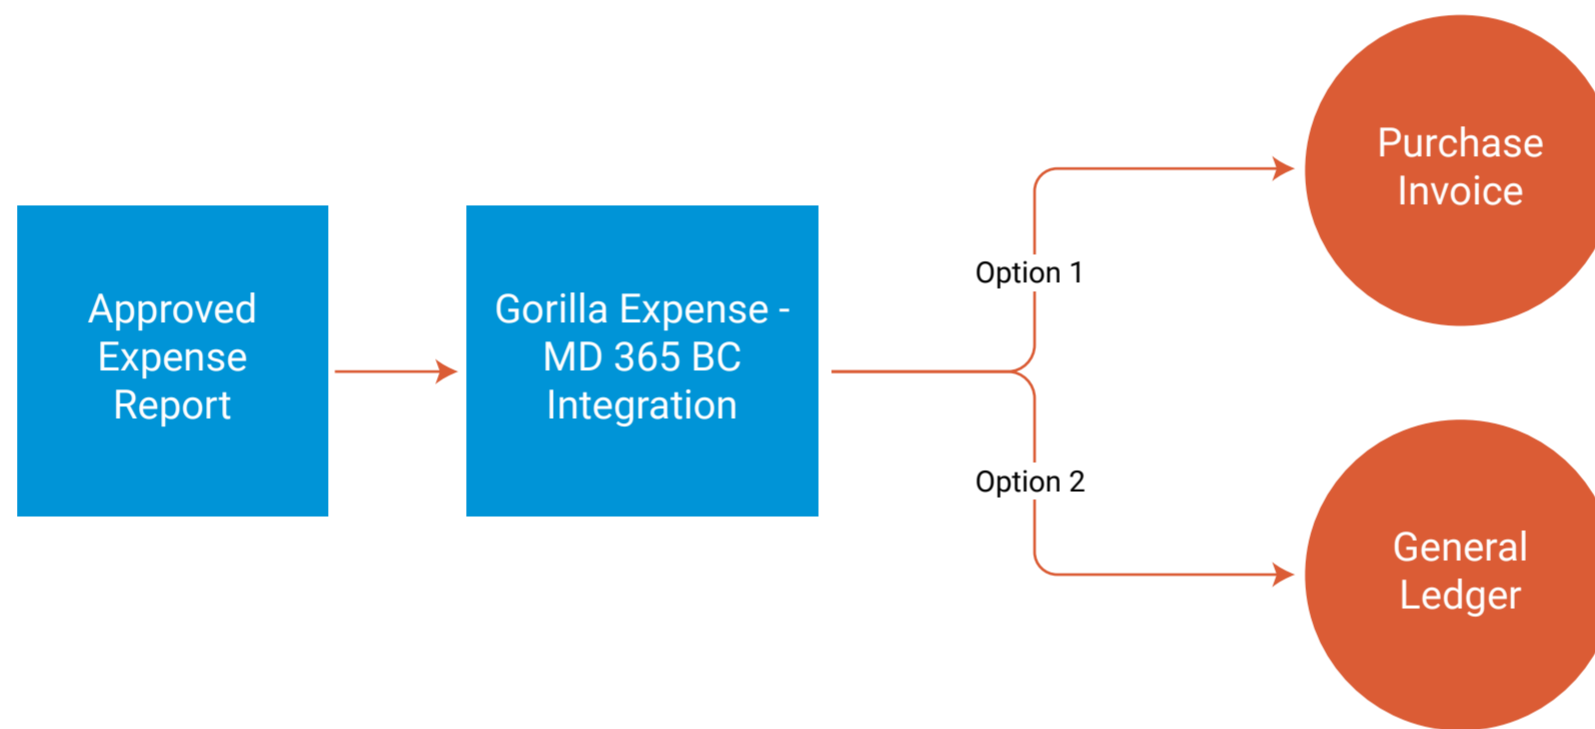 Approved
Expense
Report
Gorilla Expense -
MD 365 BC
Integration
Option 1
Option 2
Purchase
Invoice
General
Ledger